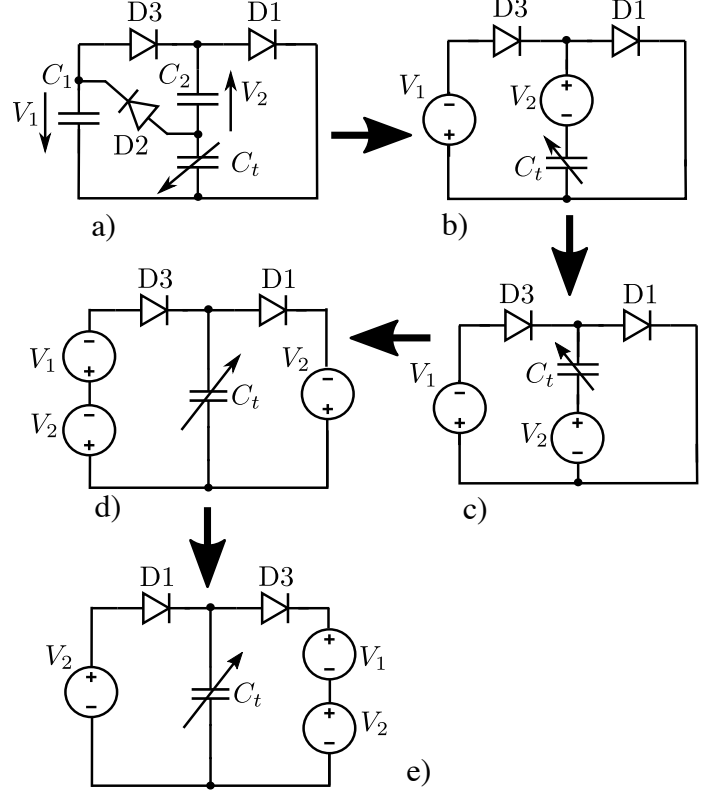 D3 D1
C₁ C₂
V₁ V₂
D2 Cₜ
a)
D3 D1
V₁ − +
V₂ + −
Cₜ
b)
D3 D1
V₁ − +
Cₜ
V₂ + −
c)
D3 D1
V₁ − +
V₂ − +
Cₜ
V₂ − +
d)
D1 D3
V₂ + −
Cₜ
V₁ + −
V₂ + −
e)